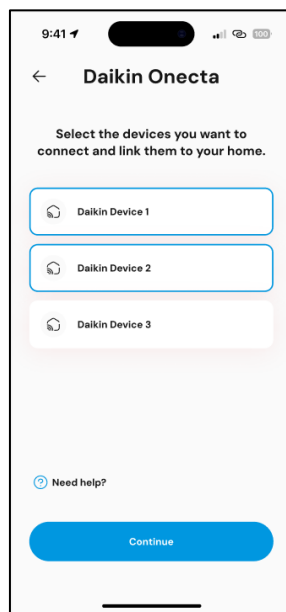 9:41
100
Daikin Onecta
Select the devices you want to
connect and link them to your home.
Daikin Device 1
Daikin Device 2
Daikin Device 3
? Need help?
Continue